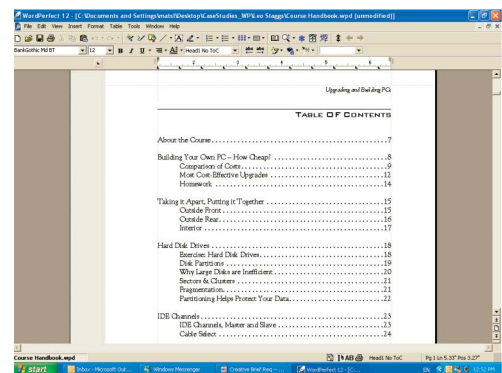 WordPerfect 12 - [C:\Documents and Settings\matsi\Desktop\CaseStudies_WP\Leo Staggs\Course Handbook.wpd (unmodified)]
File Edit View Insert Format Table Tools Window Help
BankGothic Md BT 12 Head1 No ToC
Upgrading and Building PCs
TABLE OF CONTENTS
About the Course 7
Building Your Own PC – How Cheap? 8
Comparison of Costs 9
Most Cost-Effective Upgrades 12
Homework 14
Taking it Apart, Putting it Together 15
Outside Front 15
Outside Rear 16
Interior 17
Hard Disk Drives 18
Exercise: Hard Disk Drives 18
Disk Partitions 19
Why Large Disks are Inefficient 20
Sectors & Clusters 21
Fragmentation 21
Partitioning Helps Protect Your Data 22
IDE Channels 23
IDE Channels, Master and Slave 23
Cable Select 24
Course Handbook.wpd AB Head1 No ToC Pg 1 Ln 5.30" Pos 3.27"
start Inbox - Microsoft Out... Windows Messenger Creative Brief Req -- ... WordPerfect 12 - [C:... EN 12:52 PM